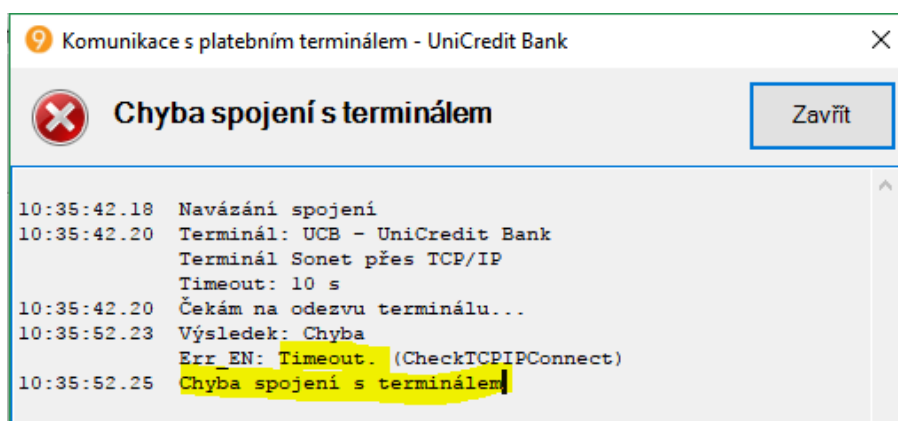 9 Komunikace s platebním terminálem - UniCredit Bank
Chyba spojení s terminálem
Zavřít
10:35:42.18 Navázání spojení
10:35:42.20 Terminál: UCB - UniCredit Bank
Terminál Sonet přes TCP/IP
Timeout: 10 s
10:35:42.20 Čekám na odezvu terminálu...
10:35:52.23 Výsledek: Chyba
Err_EN: Timeout. (CheckTCPIPConnect)
10:35:52.25 Chyba spojení s terminálem